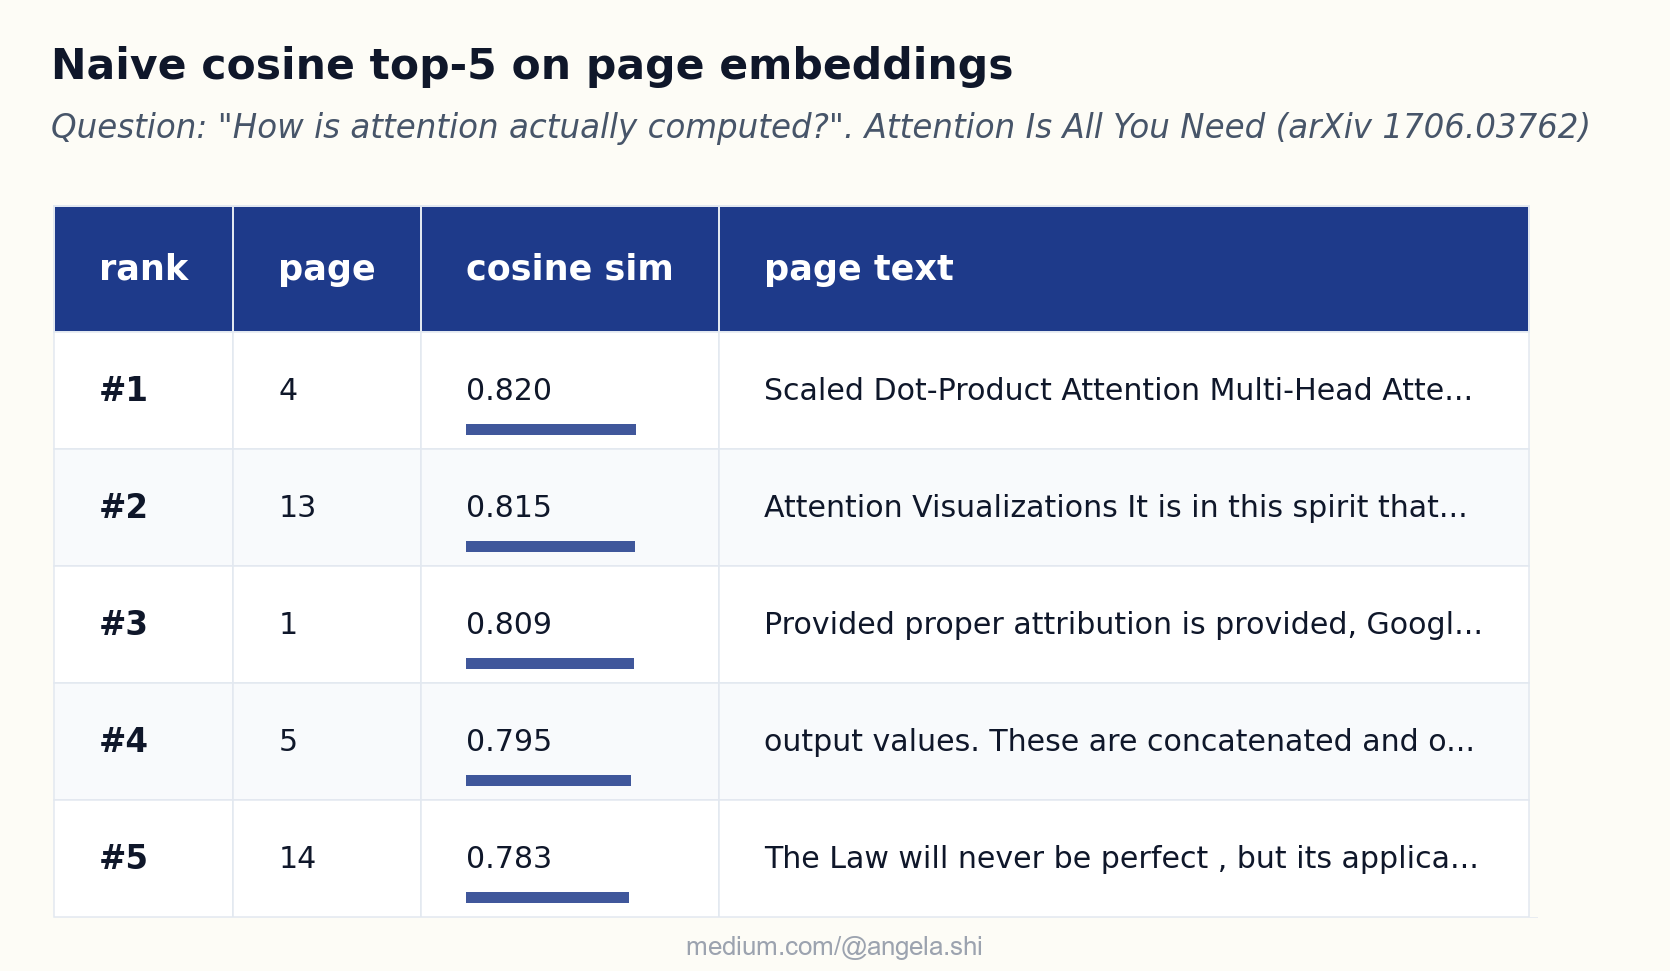 Naive cosine top-5 on page embeddings
Question: "How is attention actually computed?". Attention Is All You Need (arXiv 1706.03762)
rank page cosine sim page text
#1 4 0.820 Scaled Dot-Product Attention Multi-Head Atte...
#2 13 0.815 Attention Visualizations It is in this spirit that...
#3 1 0.809 Provided proper attribution is provided, Googl...
#4 5 0.795 output values. These are concatenated and o...
#5 14 0.783 The Law will never be perfect , but its applica...
medium.com/@angela.shi